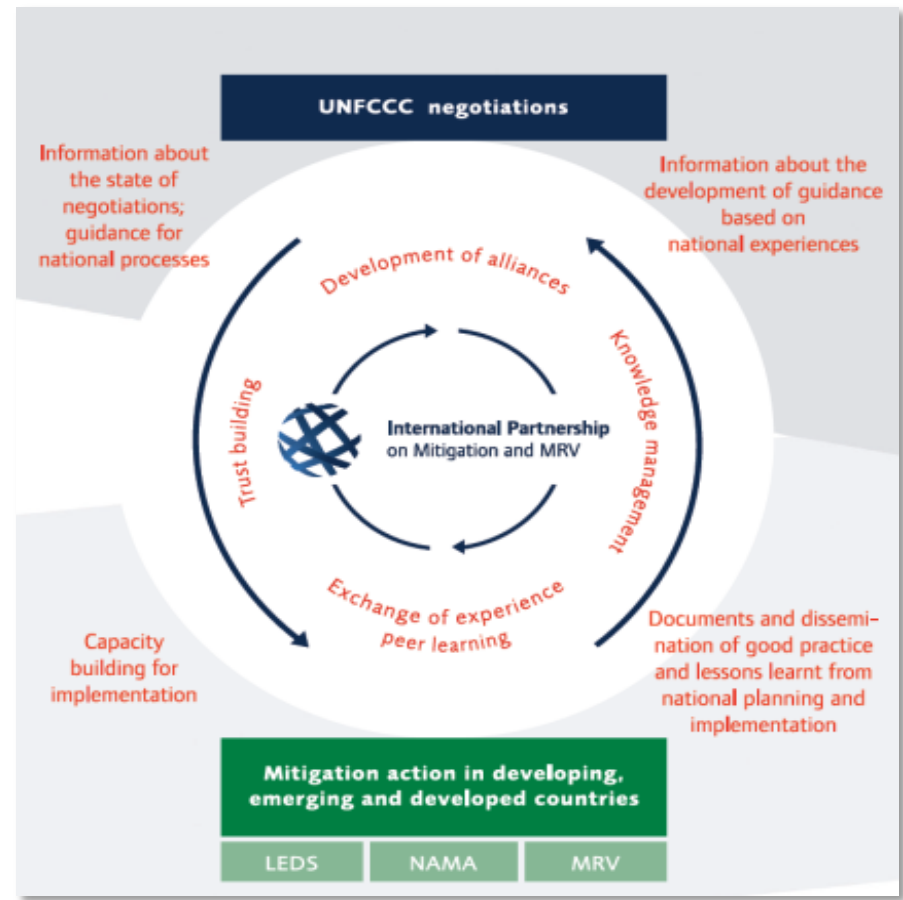 UNFCCC negotiations
Information about
the state of
negotiations;
guidance for
national processes
Information about the
development of guidance
based on
national experiences
Development of alliances
Trust building
Knowledge management
International Partnership
on Mitigation and MRV
Exchange of experience
peer learning
Capacity
building for
implementation
Documents and dissemi-
nation of good practice
and lessons learnt from
national planning and
implementation
Mitigation action in developing,
emerging and developed countries
LEDS
NAMA
MRV